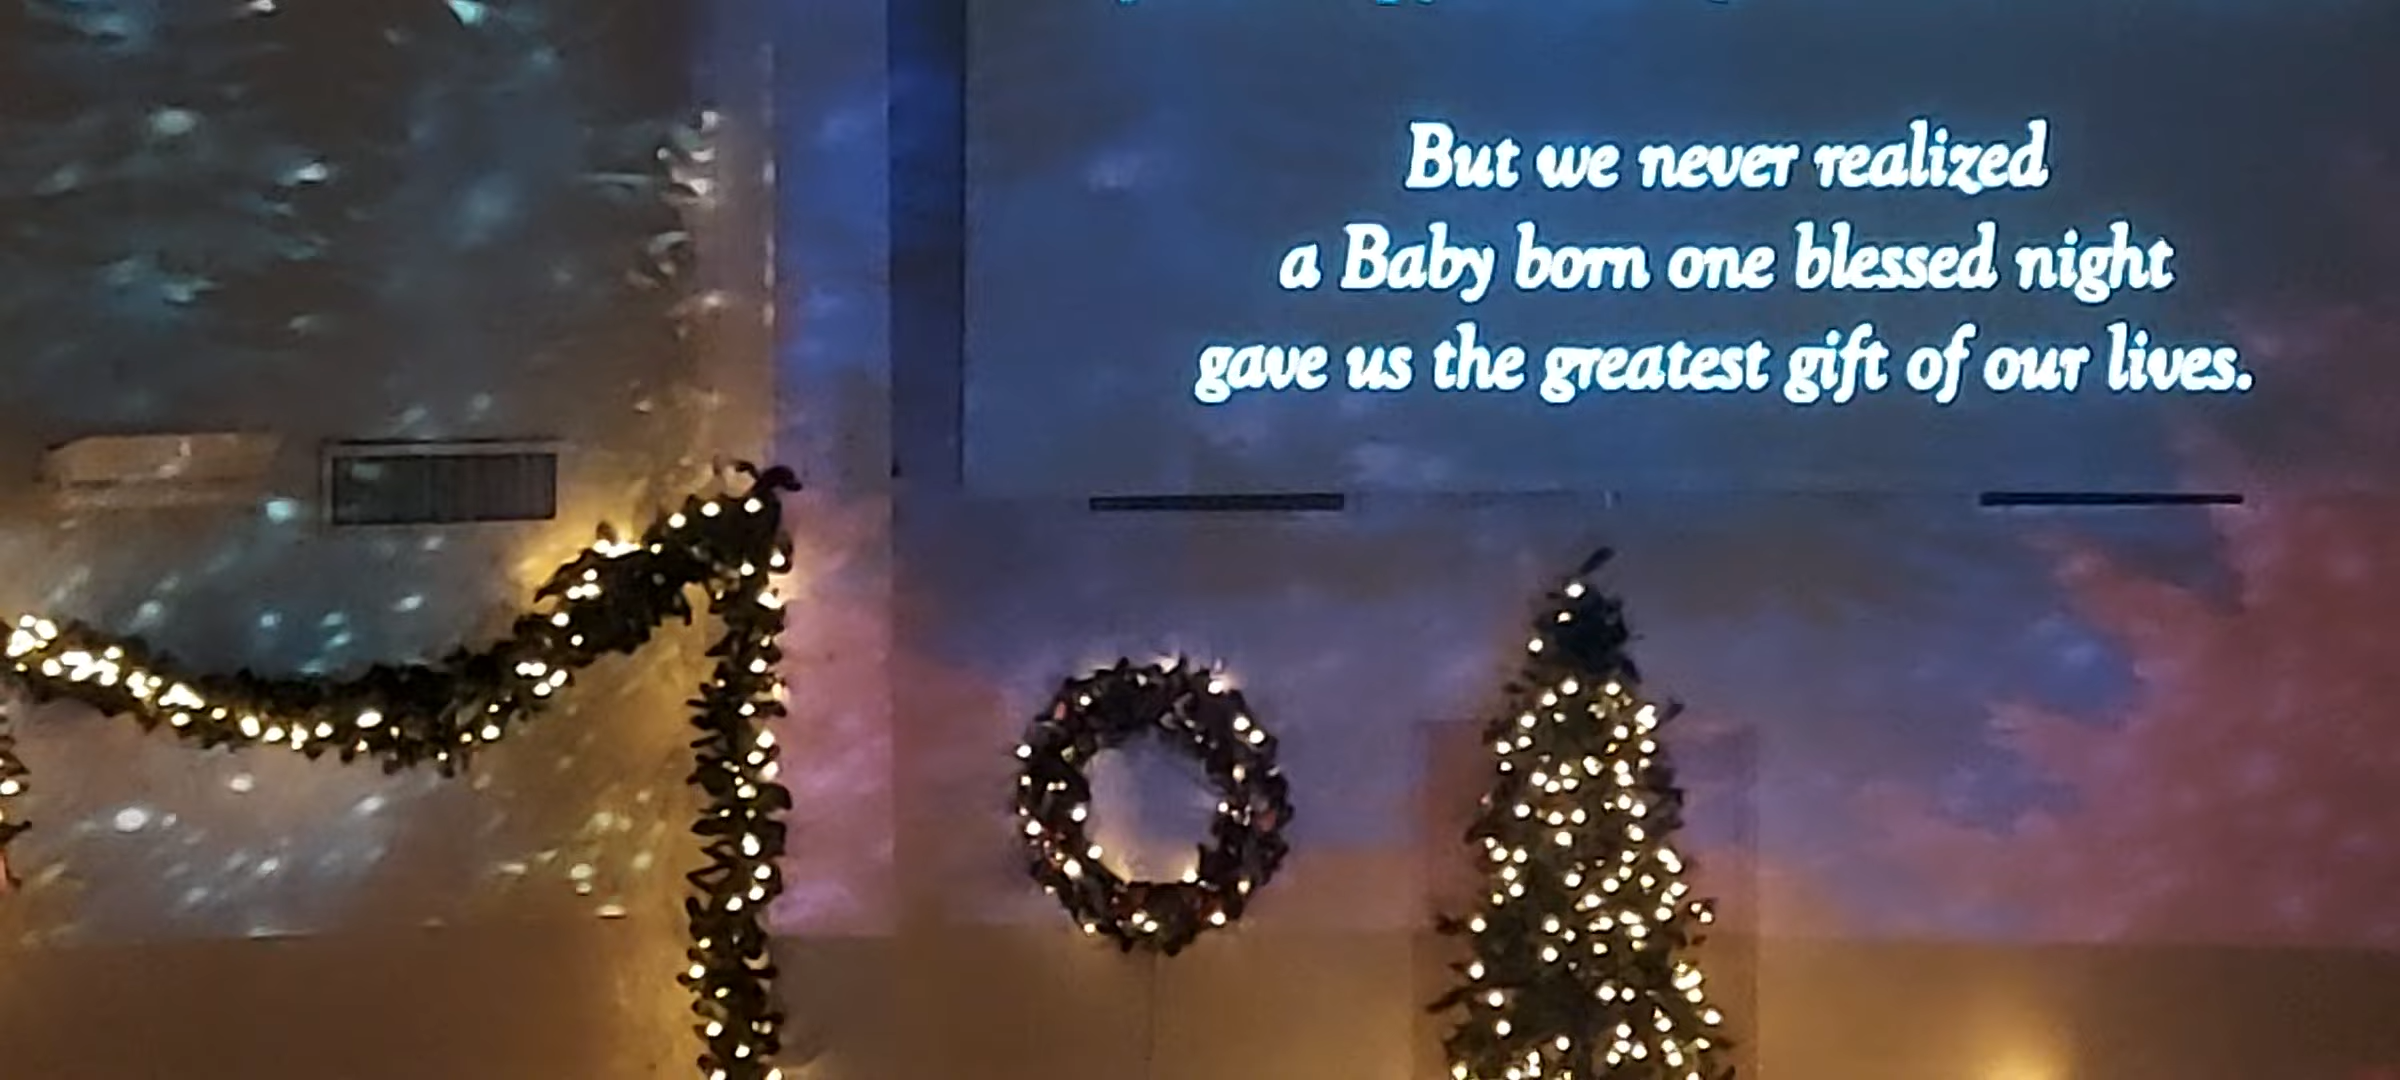 But we never realized
a Baby born one blessed night
gave us the greatest gift of our lives.